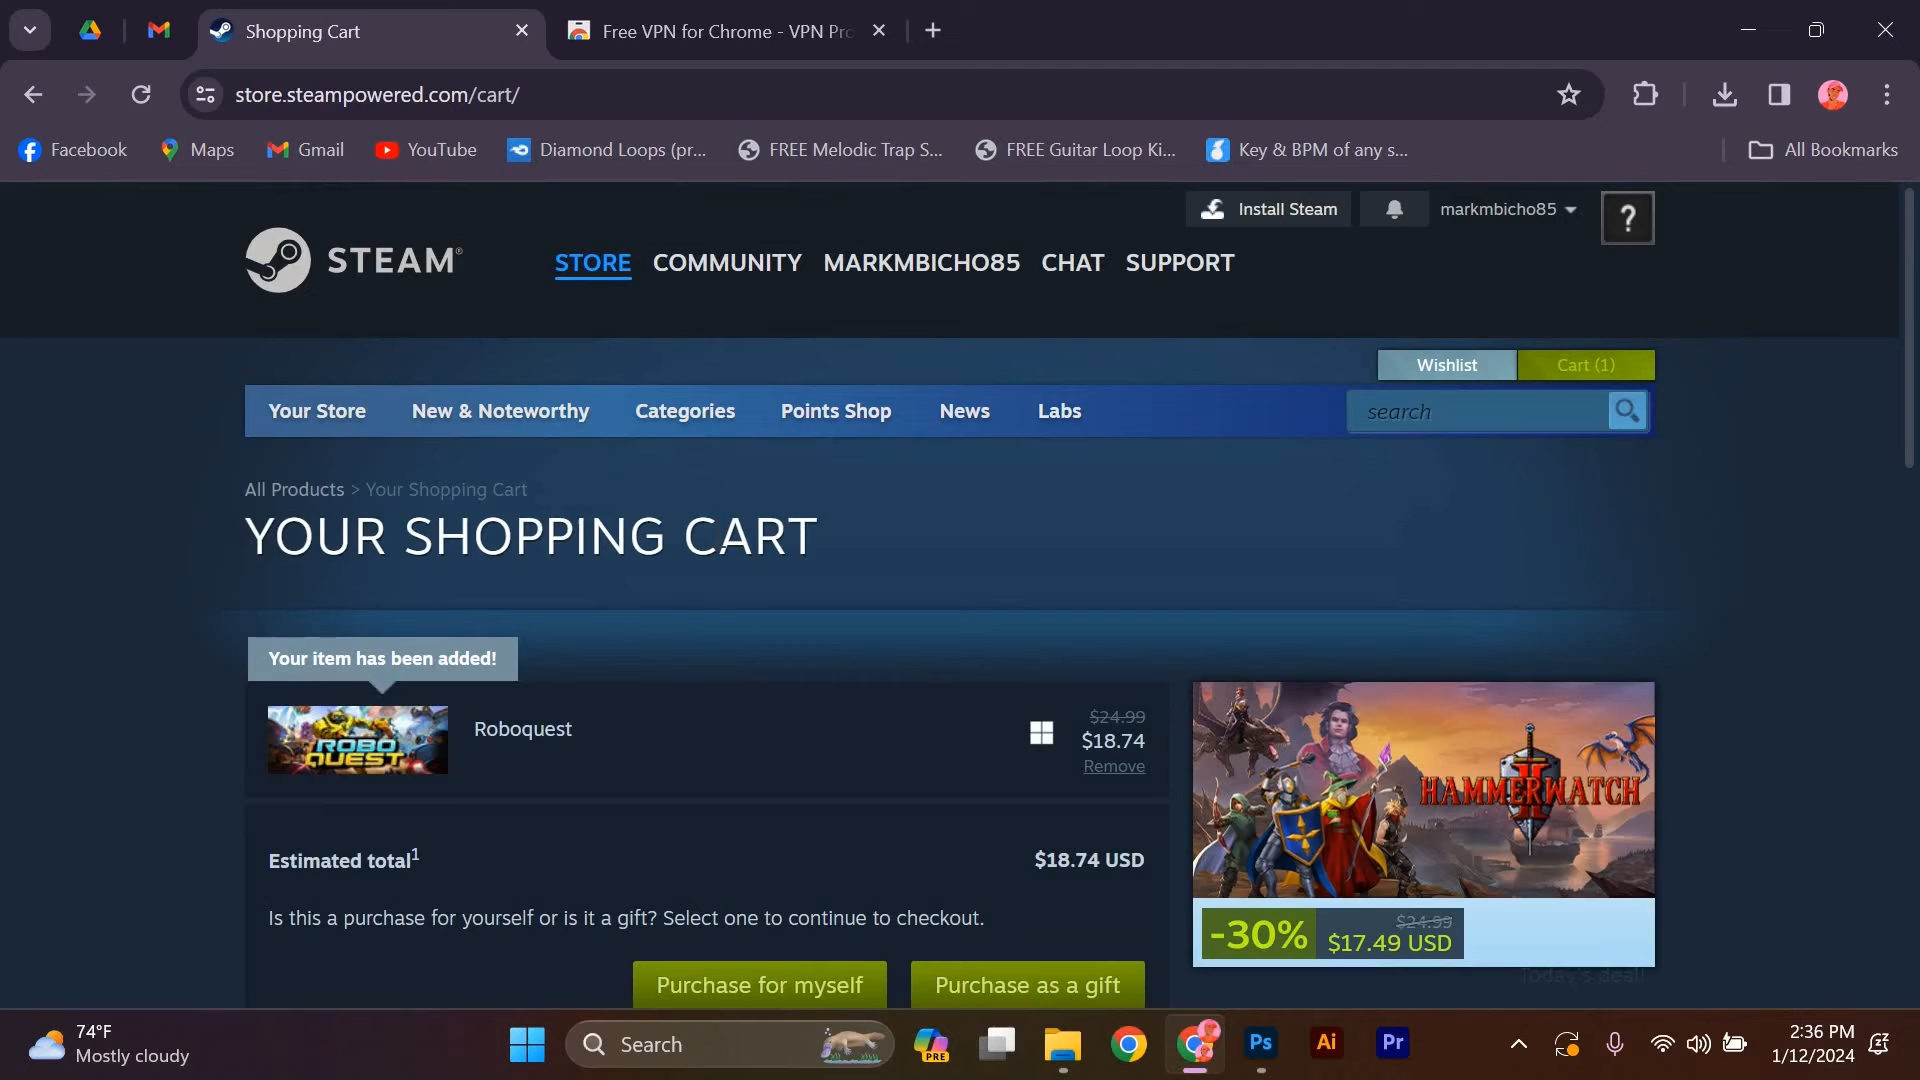 Shopping Cart
Free VPN for Chrome - VPN Pro
store.steampowered.com/cart/
Facebook Maps Gmail YouTube Diamond Loops (pr... FREE Melodic Trap S... FREE Guitar Loop Ki... Key & BPM of any s... All Bookmarks
Install Steam markmbicho85 ?
STEAM®
STORE COMMUNITY MARKMBICHO85 CHAT SUPPORT
Wishlist Cart (1)
Your Store New & Noteworthy Categories Points Shop News Labs search
All Products > Your Shopping Cart
YOUR SHOPPING CART
Your item has been added!
ROBO
QUEST
Roboquest
$24.99
$18.74
Remove
HAMMERWATCH
II
Estimated total1 $18.74 USD
Is this a purchase for yourself or is it a gift? Select one to continue to checkout.
-30%
$24.99
$17.49 USD
Today's deal!
Purchase for myself Purchase as a gift
74°F
Mostly cloudy
Search
PRE
Ps Ai Pr
2:36 PM
1/12/2024